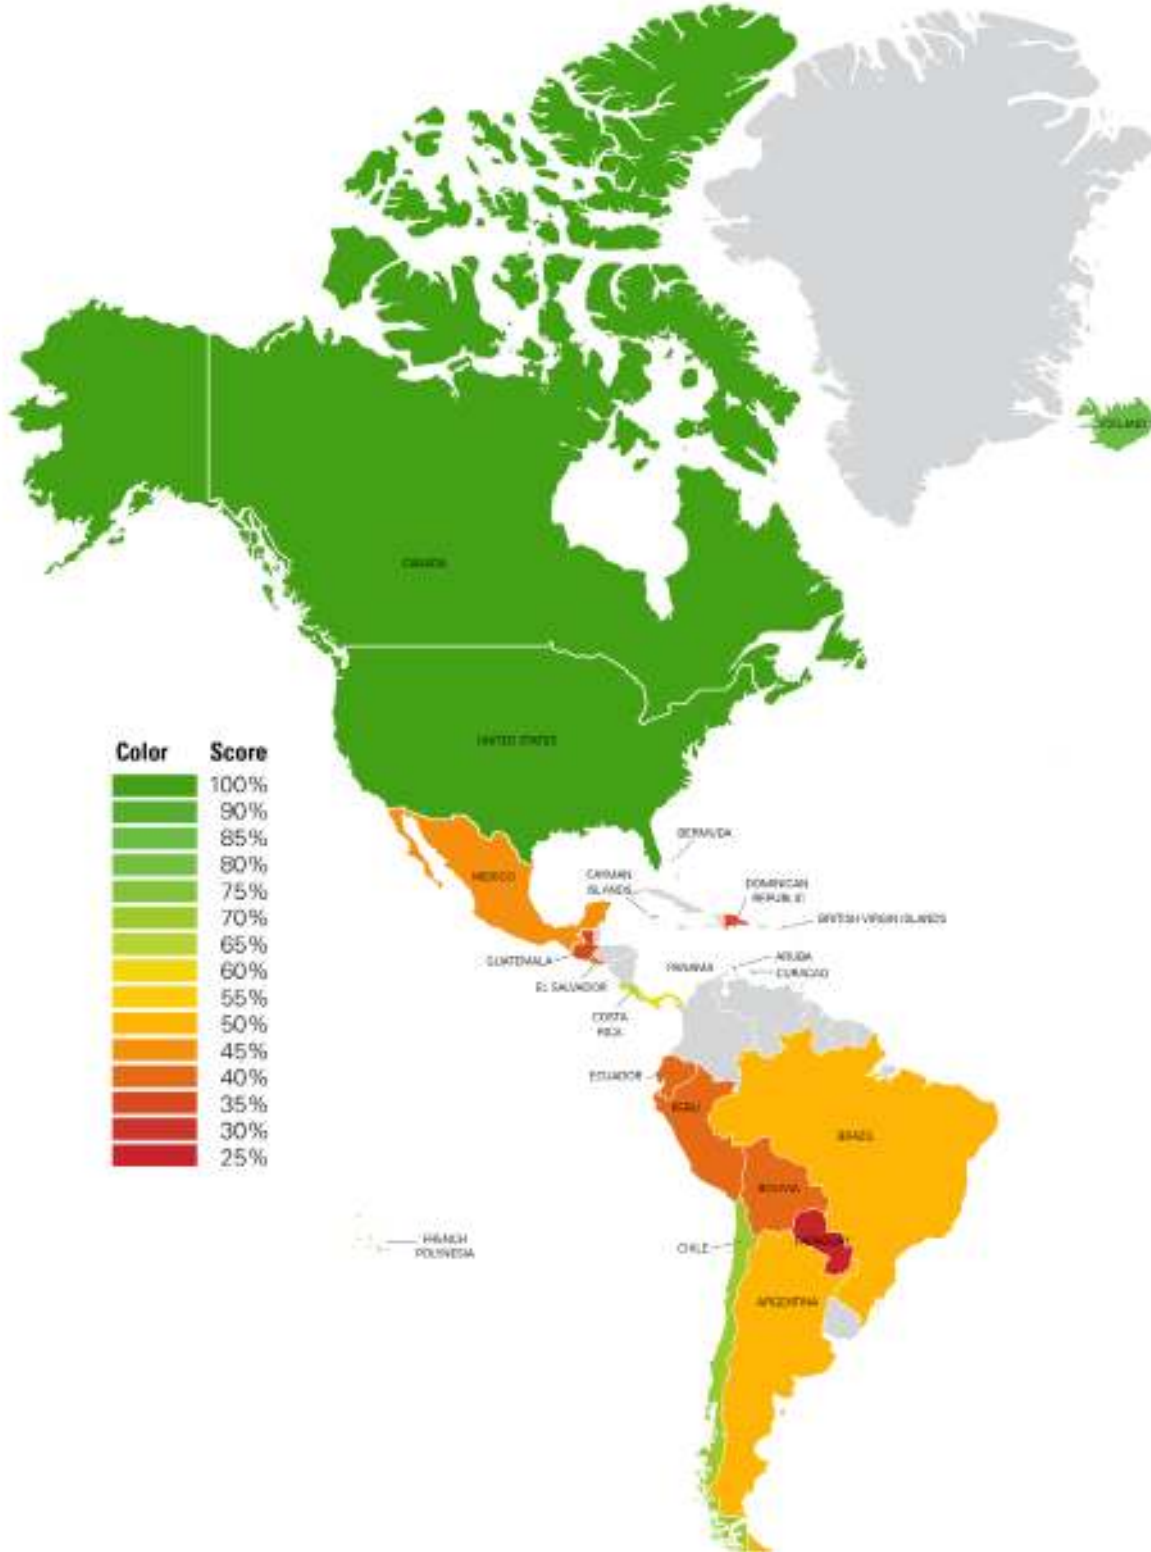 ICELAND
CANADA
UNITED STATES
Color Score
100%
90%
85%
80%
75%
70%
65%
60%
55%
50%
45%
40%
35%
30%
25%
BERMUDA
MEXICO
CAYMAN
ISLANDS
DOMINICAN
REPUBLIC
BRITISH VIRGIN ISLANDS
GUATEMALA
PANAMA
ARUBA
CURACAO
EL SALVADOR
COSTA
RICA
ECUADOR
PERU
BRAZIL
BOLIVIA
FRENCH
POLYNESIA
CHILE
ARGENTINA